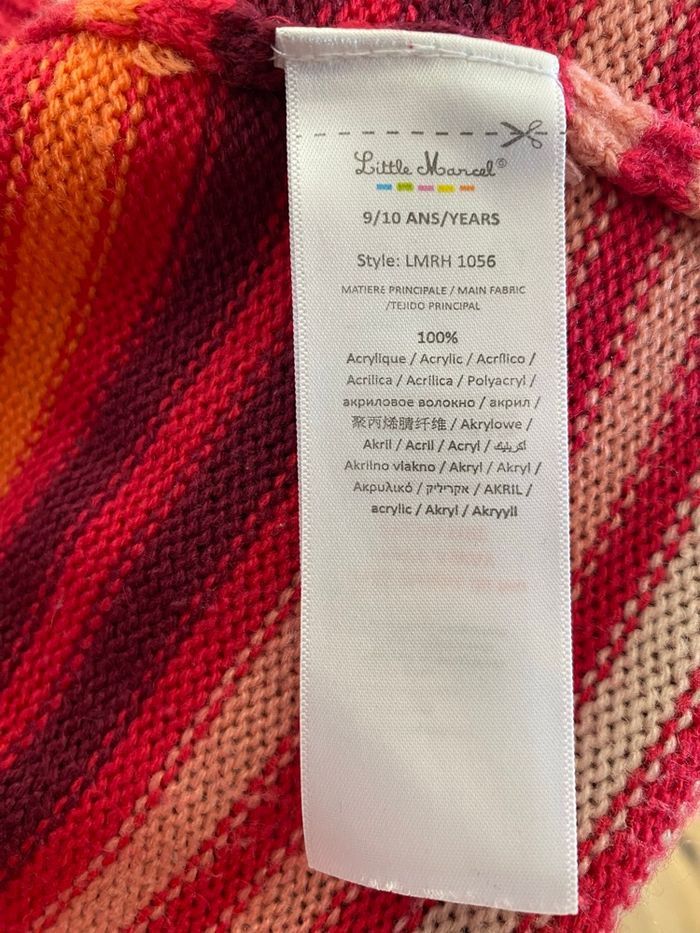 Little Marcel®
9/10 ANS/YEARS
Style: LMRH 1056
MATIERE PRINCIPALE / MAIN FABRIC
/TEJIDO PRINCIPAL
100%
Acrylique / Acrylic / Acrílico /
Acrilica / Acrilica / Polyacryl /
акриловое волокно / акрил /
聚丙烯腈纤维 / Akrylowe /
Akril / Acril / Acryl / أكريليك
Akrilno vlakno / Akryl / Akryl /
Ακρυλικό / אקריליק / AKRIL /
acrylic / Akryl / Akryyli